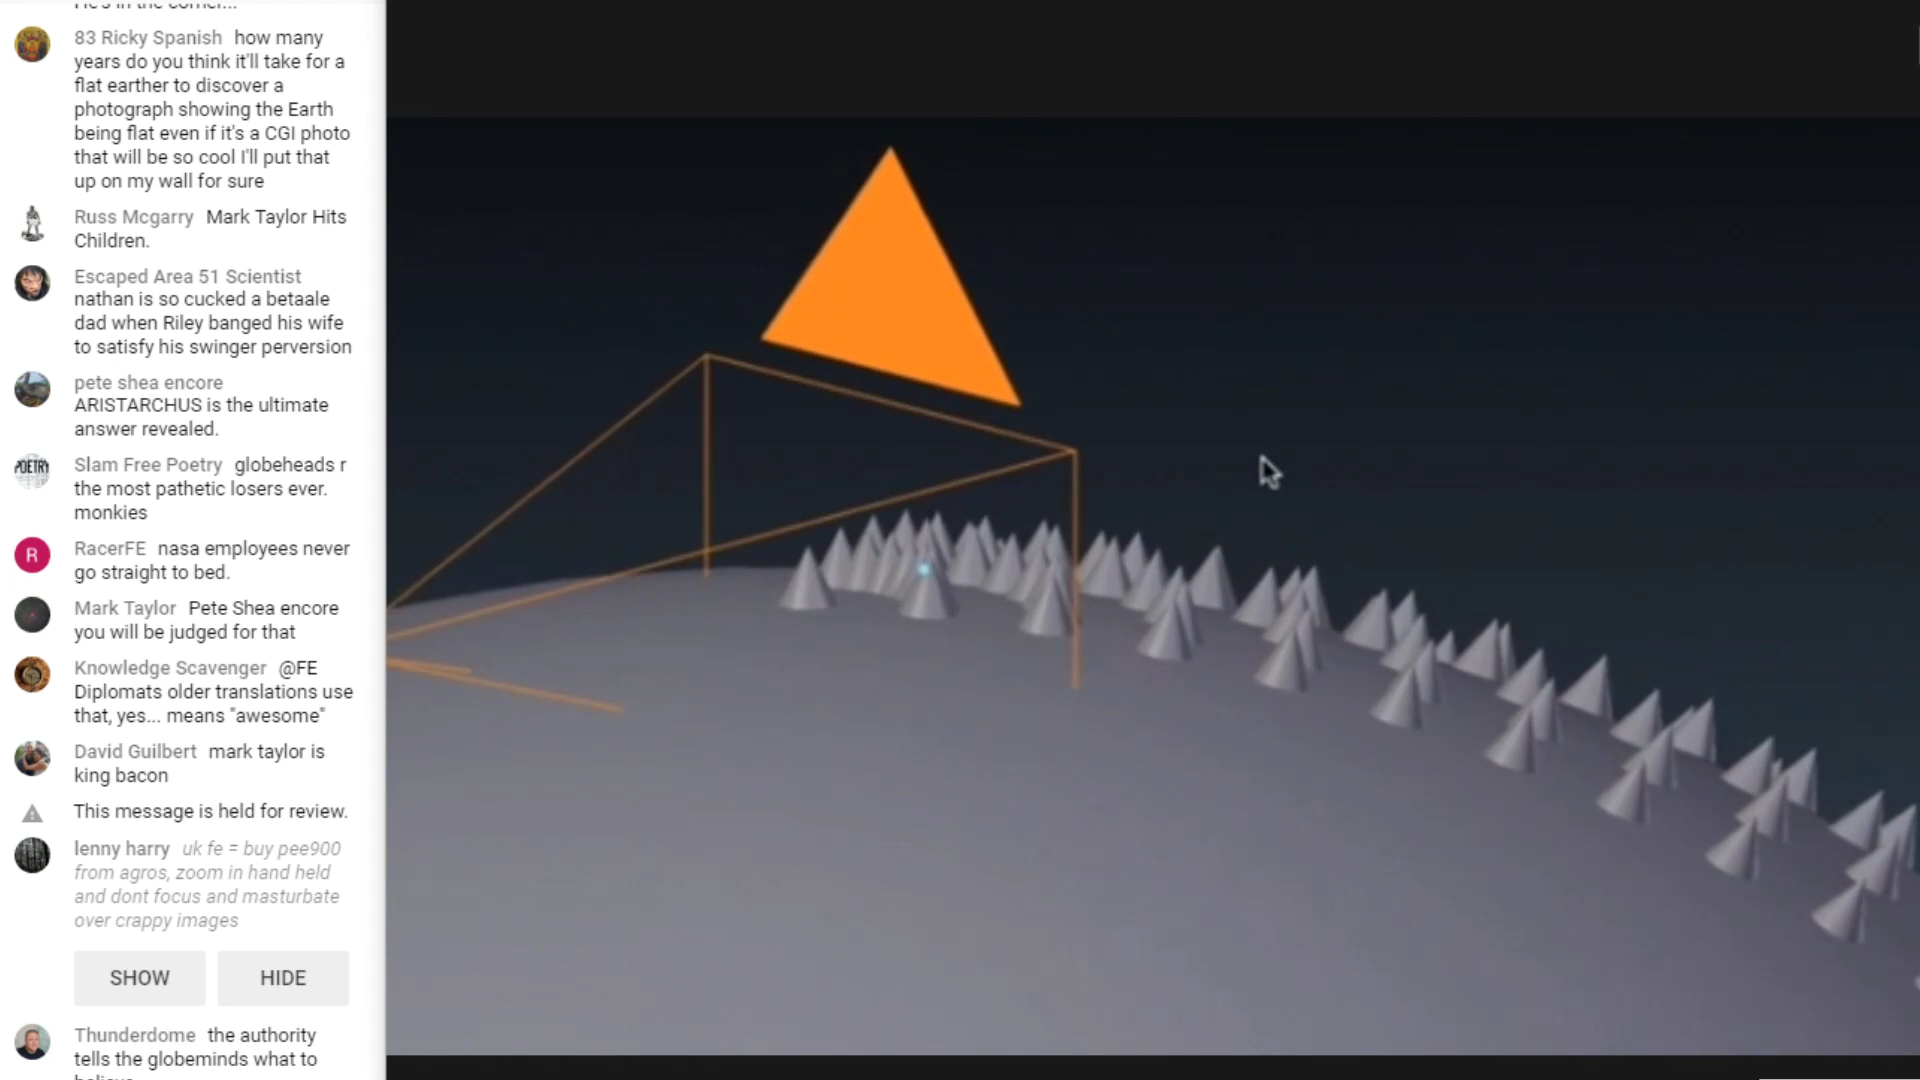 He's in the corner...
83 Ricky Spanish how many
years do you think it'll take for a
flat earther to discover a
photograph showing the Earth
being flat even if it's a CGI photo
that will be so cool I'll put that
up on my wall for sure
Russ Mcgarry Mark Taylor Hits
Children.
Escaped Area 51 Scientist
nathan is so cucked a betaale
dad when Riley banged his wife
to satisfy his swinger perversion
pete shea encore
ARISTARCHUS is the ultimate
answer revealed.
POETRY
Slam Free Poetry globeheads r
the most pathetic losers ever.
monkies
R
RacerFE nasa employees never
go straight to bed.
Mark Taylor Pete Shea encore
you will be judged for that
Knowledge Scavenger @FE
Diplomats older translations use
that, yes... means "awesome"
David Guilbert mark taylor is
king bacon
This message is held for review.
lenny harry uk fe = buy pee900
from agros, zoom in hand held
and dont focus and masturbate
over crappy images
SHOW HIDE
Thunderdome the authority
tells the globeminds what to